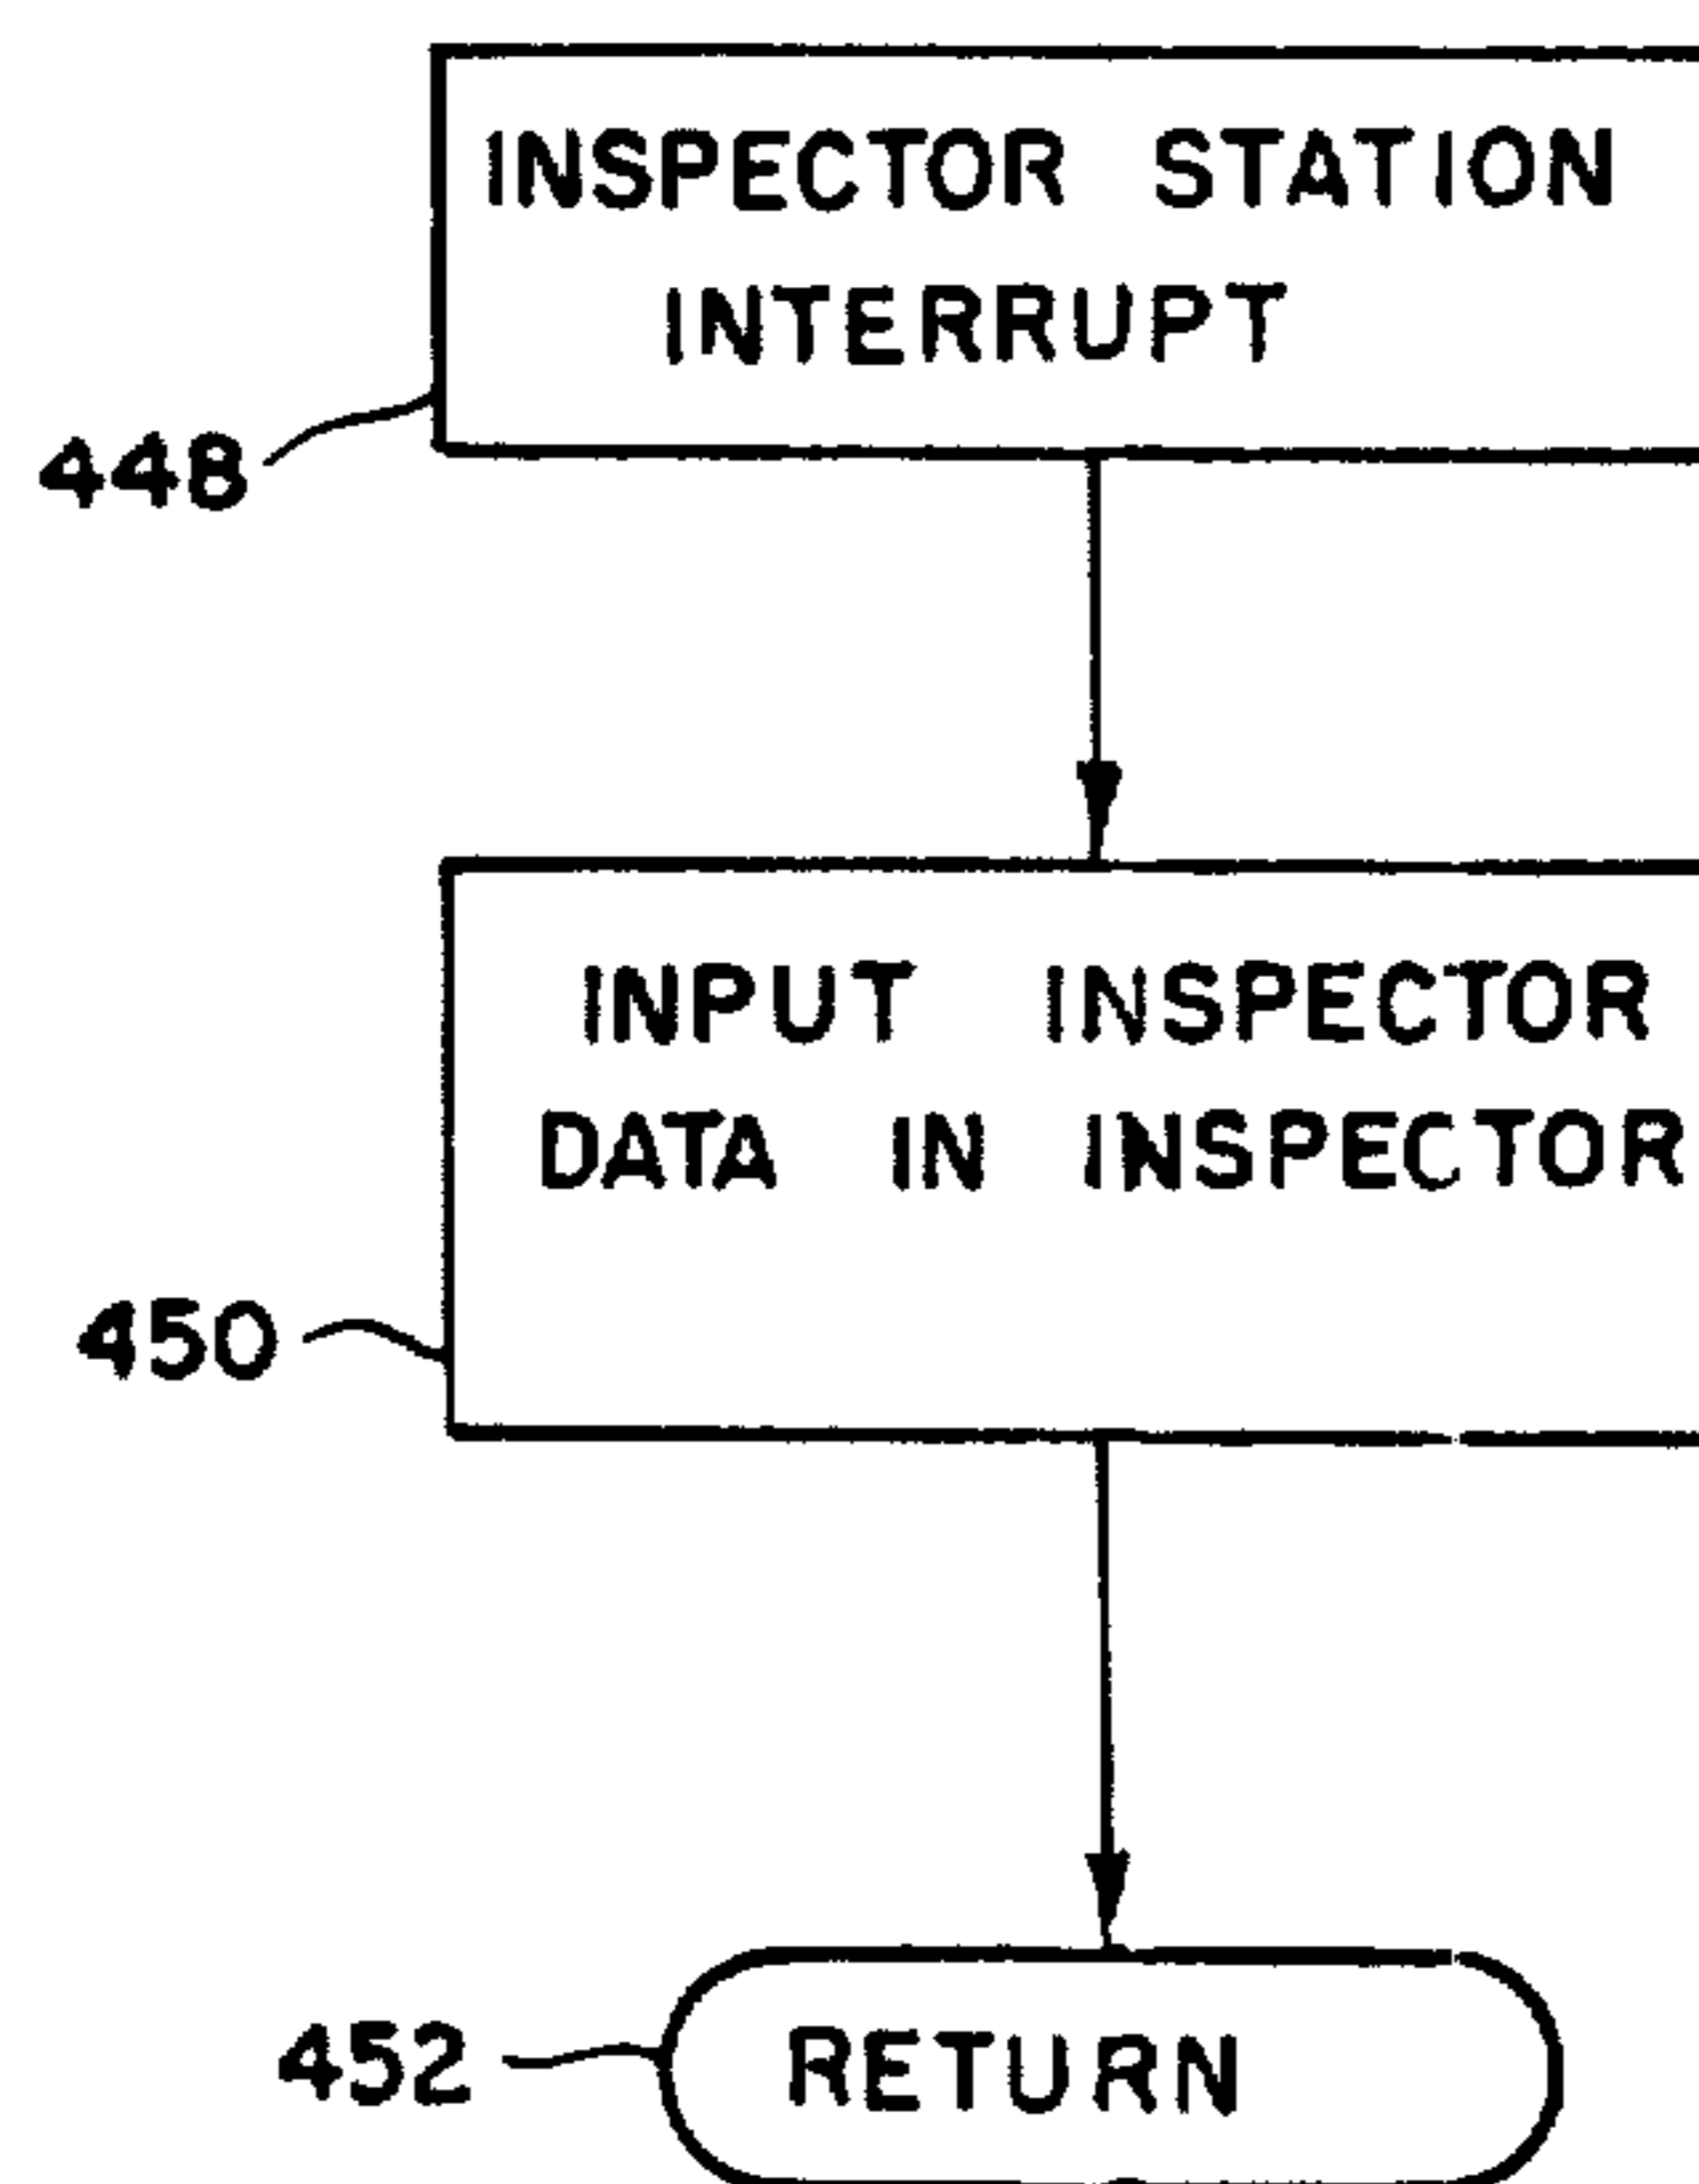 INSPECTOR STATION
INTERRUPT
448
INPUT INSPECTOR
DATA IN INSPECTOR
450
452
RETURN